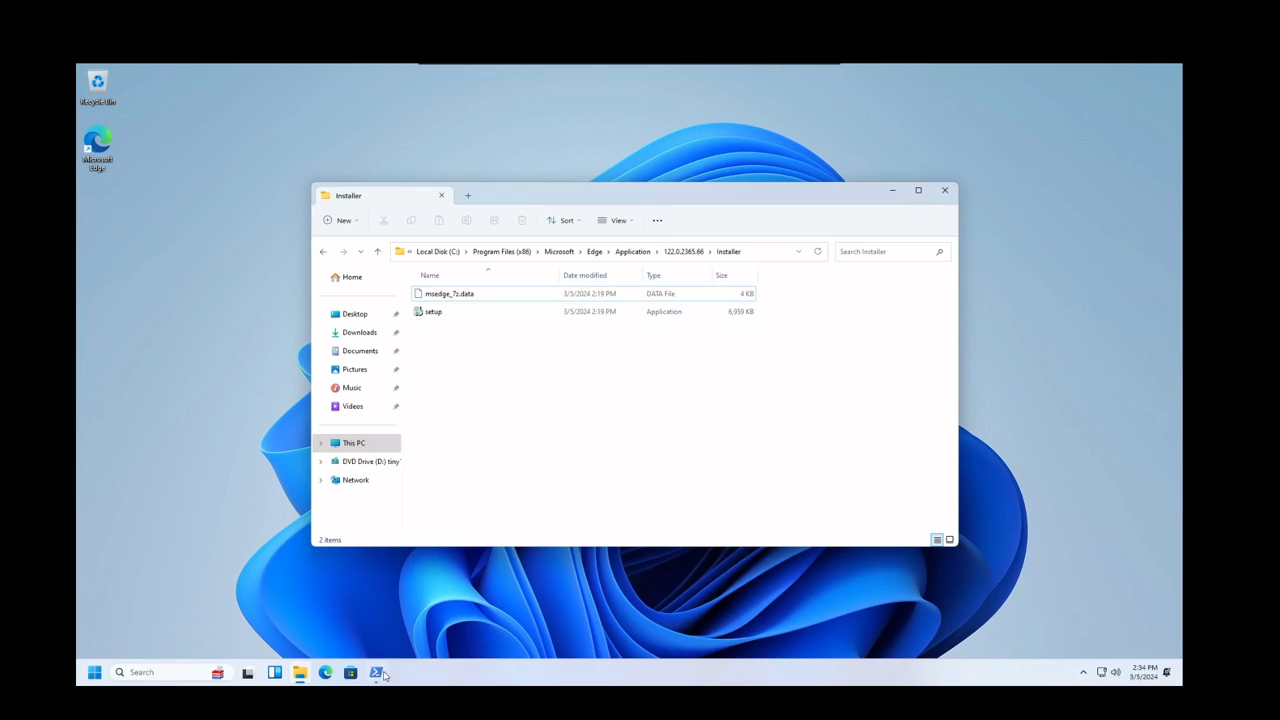 Recycle Bin
Microsoft
Edge
Installer
New
Sort
View
Local Disk (C:) Program Files (x86) Microsoft Edge Application 122.0.2365.66 Installer
Search Installer
Name Date modified Type Size
msedge_7z.data 3/5/2024 2:19 PM DATA File 4 KB
setup 3/5/2024 2:19 PM Application 6,959 KB
Home
Desktop
Downloads
Documents
Pictures
Music
Videos
This PC
DVD Drive (D:) tiny
Network
2 items
Search
2:34 PM
3/5/2024